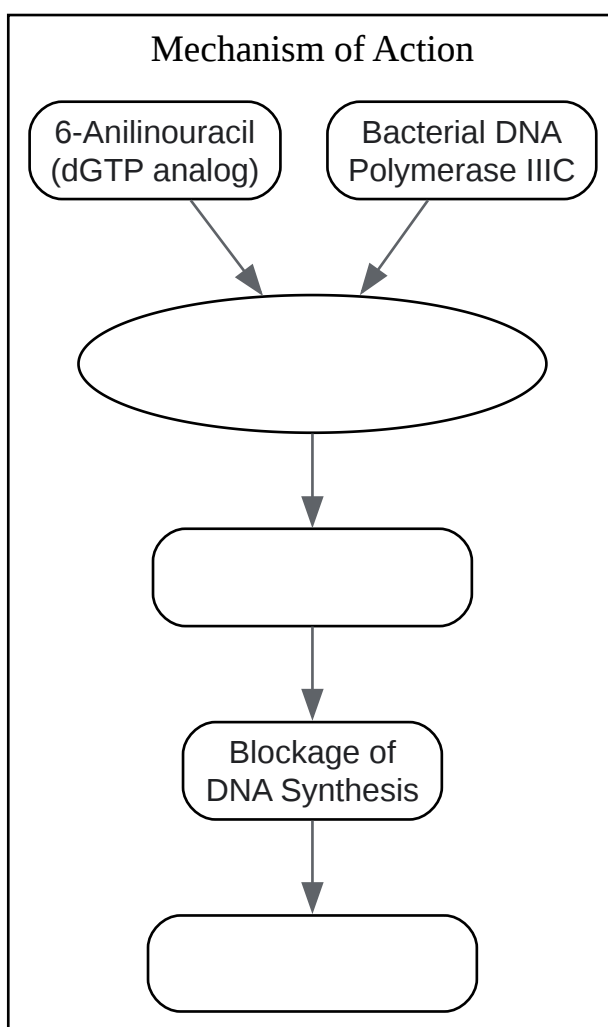 Mechanism of Action
6-Anilinouracil
(dGTP analog)
Bacterial DNA
Polymerase IIIC
Blockage of
DNA Synthesis